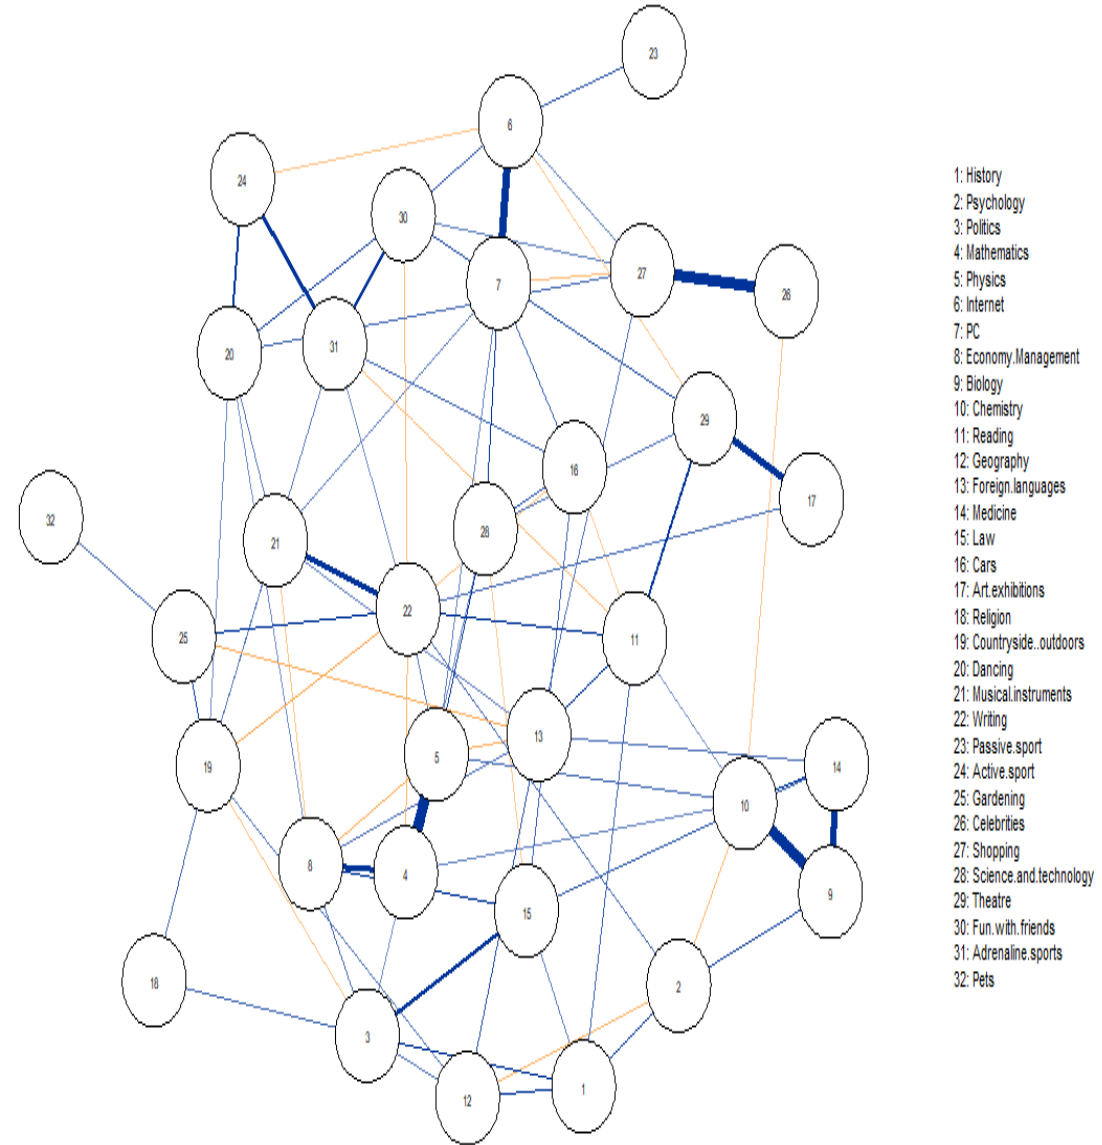 23
6
24
30
27
7
26
31
20
29
16
17
32
28
21
22
25
11
13
5
19
14
10
8
4
9
15
18
2
3
1
12
1: History
2: Psychology
3: Politics
4: Mathematics
5: Physics
6: Internet
7: PC
8: Economy.Management
9: Biology
10: Chemistry
11: Reading
12: Geography
13: Foreign.languages
14: Medicine
15: Law
16: Cars
17: Art.exhibitions
18: Religion
19: Countryside..outdoors
20: Dancing
21: Musical.instruments
22: Writing
23: Passive.sport
24: Active.sport
25: Gardening
26: Celebrities
27: Shopping
28: Science.and.technology
29: Theatre
30: Fun.with.friends
31: Adrenaline.sports
32: Pets